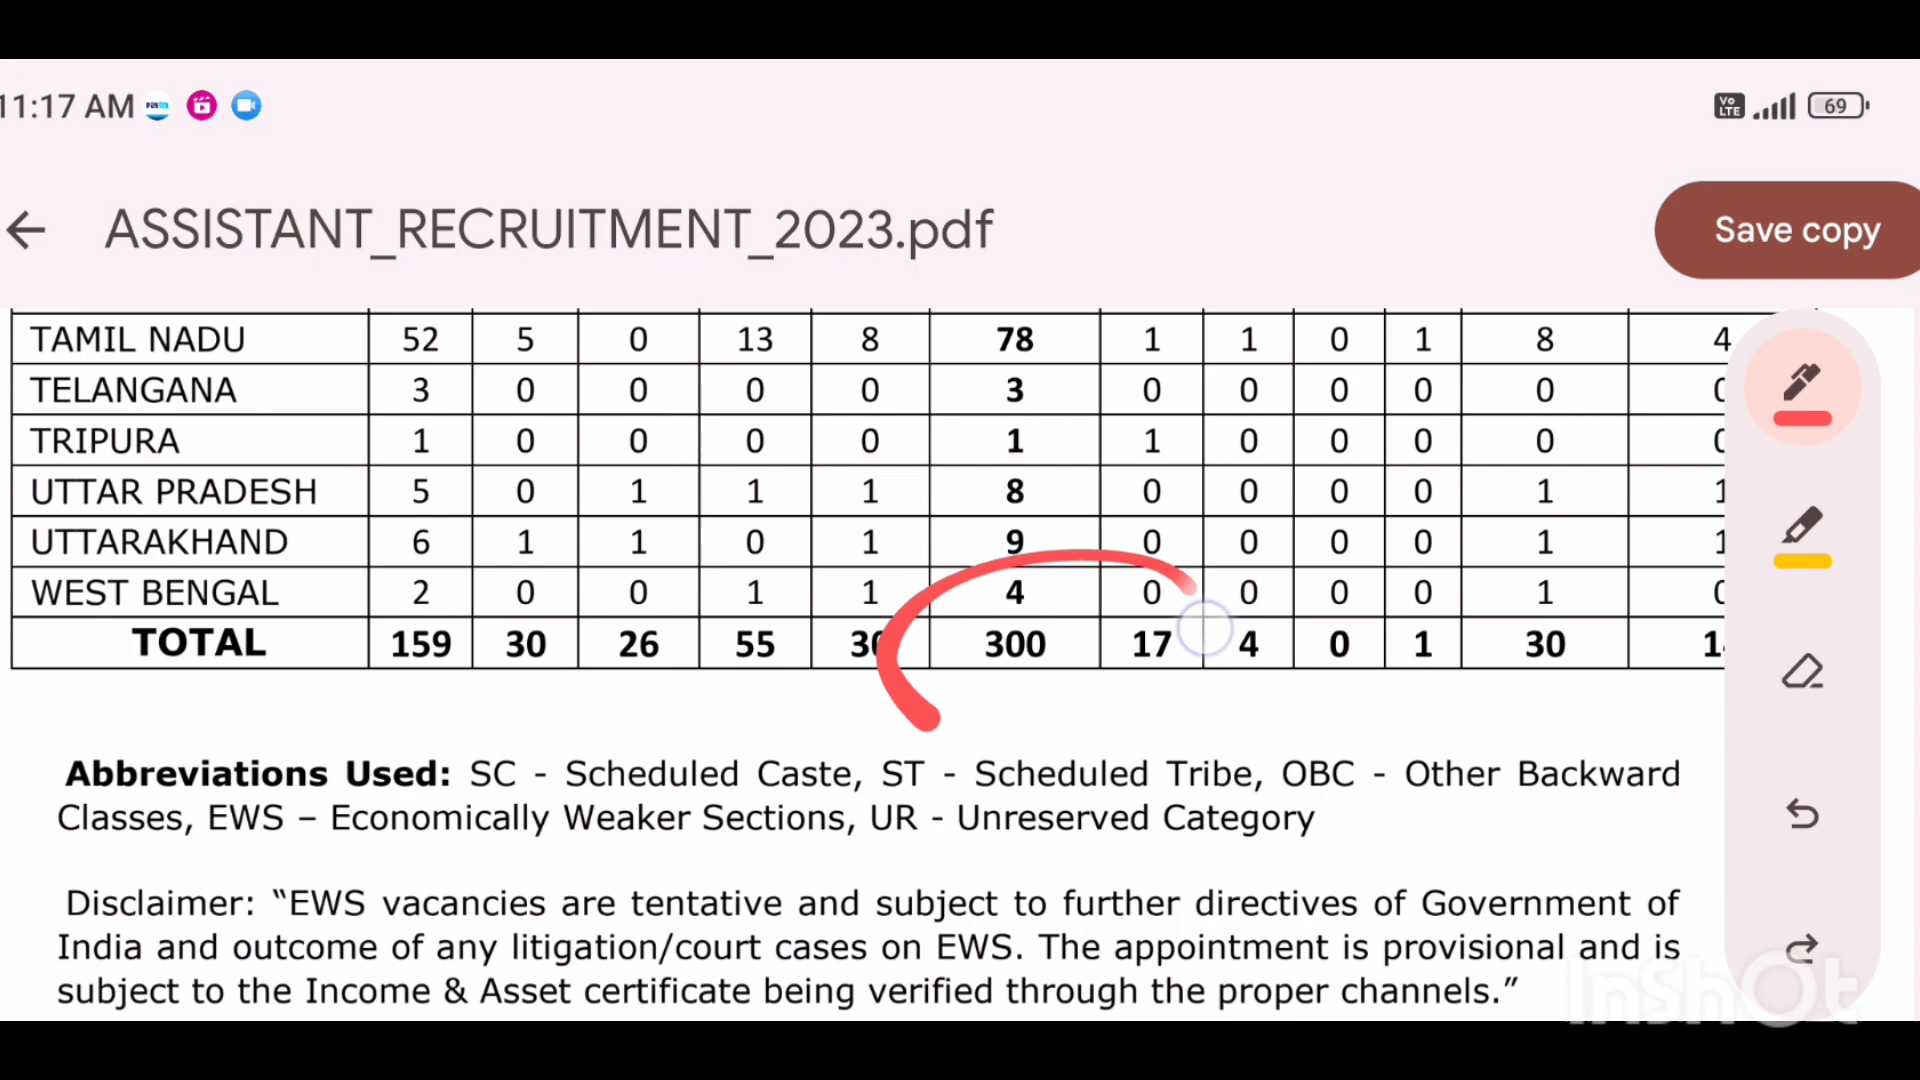 11:17 AM Paytm Vo LTE 69
ASSISTANT_RECRUITMENT_2023.pdf Save copy
TAMIL NADU 52 5 0 13 8 78 1 1 0 1 8 4
TELANGANA 3 0 0 0 0 3 0 0 0 0 0
TRIPURA 1 0 0 0 0 1 1 0 0 0 0
UTTAR PRADESH 5 0 1 1 1 8 0 0 0 0 1 1
UTTARAKHAND 6 1 1 0 1 9 0 0 0 0 1 1
WEST BENGAL 2 0 0 1 1 4 0 0 0 0 1
TOTAL 159 30 26 55 30 300 17 4 0 1 30
Abbreviations Used: SC - Scheduled Caste, ST - Scheduled Tribe, OBC - Other Backward
Classes, EWS – Economically Weaker Sections, UR - Unreserved Category
Disclaimer: “EWS vacancies are tentative and subject to further directives of Government of
India and outcome of any litigation/court cases on EWS. The appointment is provisional and is
subject to the Income & Asset certificate being verified through the proper channels.”
InShOt